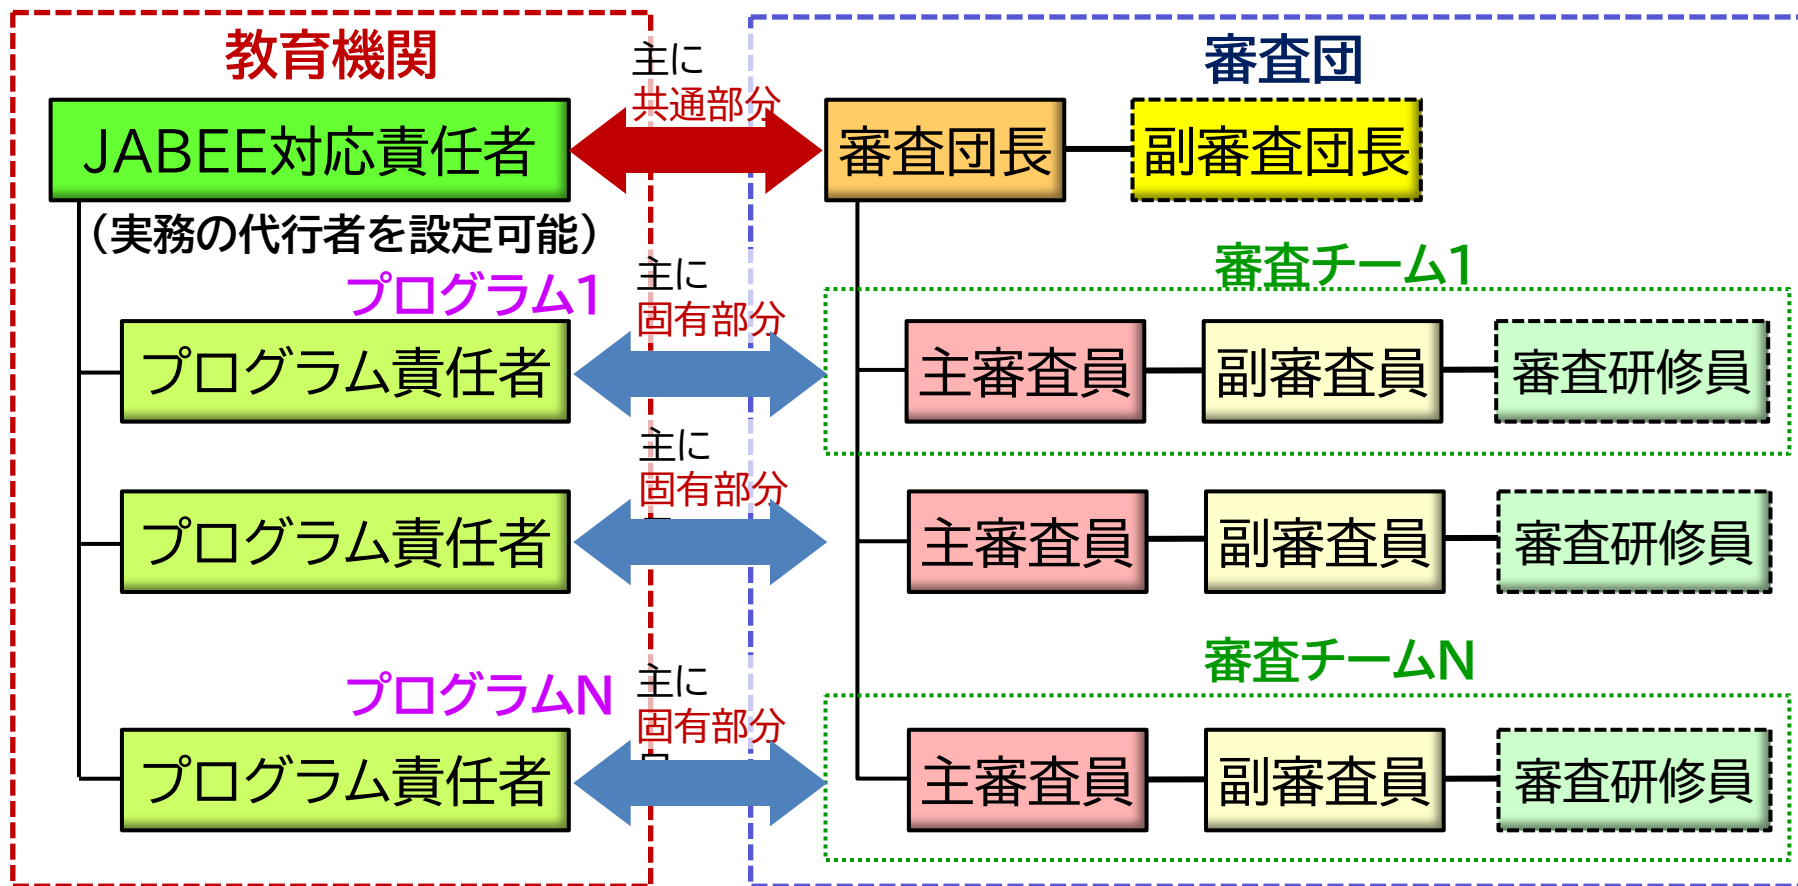 教育機関
審査団
主に
共通部分
JABEE対応責任者
審査団長
副審査団長
(実務の代行者を設定可能)
プログラム1
主に
固有部分
審査チーム1
プログラム責任者
主審査員
副審査員
審査研修員
主に
固有部分
プログラム責任者
主審査員
副審査員
審査研修員
プログラムN
主に
固有部分
審査チームN
プログラム責任者
主審査員
副審査員
審査研修員